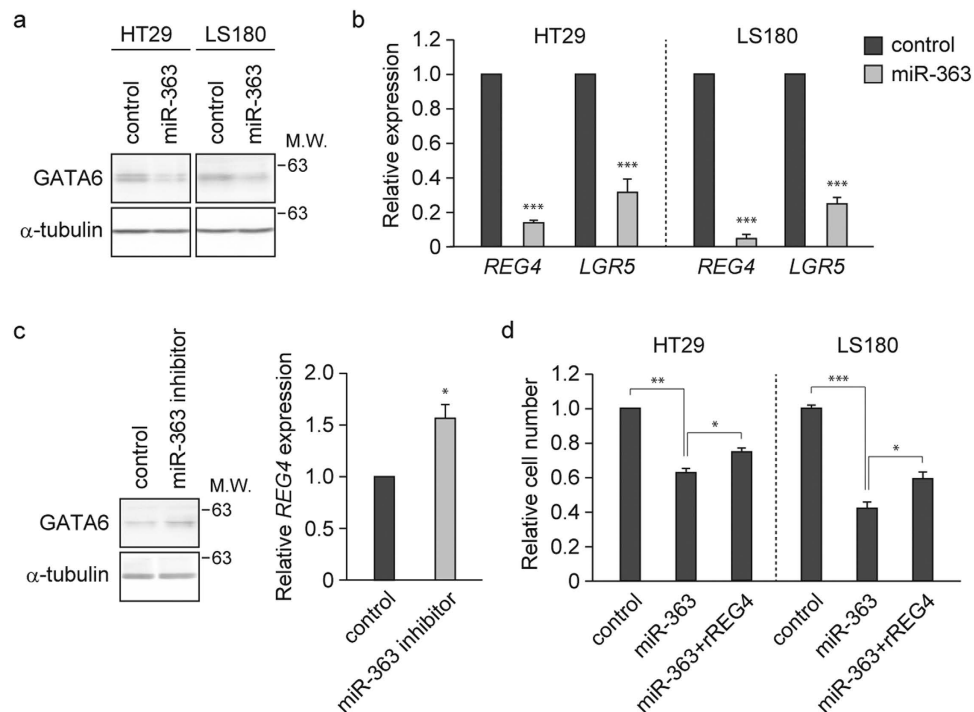 a
HT29 LS180
control miR-363 control miR-363
M.W.
GATA6
63
α-tubulin
63
b
HT29 LS180
control
miR-363
Relative expression
1.2
1.0
0.8
0.6
0.4
0.2
0
*** *** *** ***
REG4 LGR5 REG4 LGR5
c
control miR-363 inhibitor
M.W.
GATA6
63
α-tubulin
63
Relative REG4 expression
2.0
1.5
1.0
0.5
0
*
control miR-363 inhibitor
d
HT29 LS180
Relative cell number
1.2
1.0
0.8
0.6
0.4
0.2
0
** * *** *
control miR-363 miR-363+rREG4 control miR-363 miR-363+rREG4